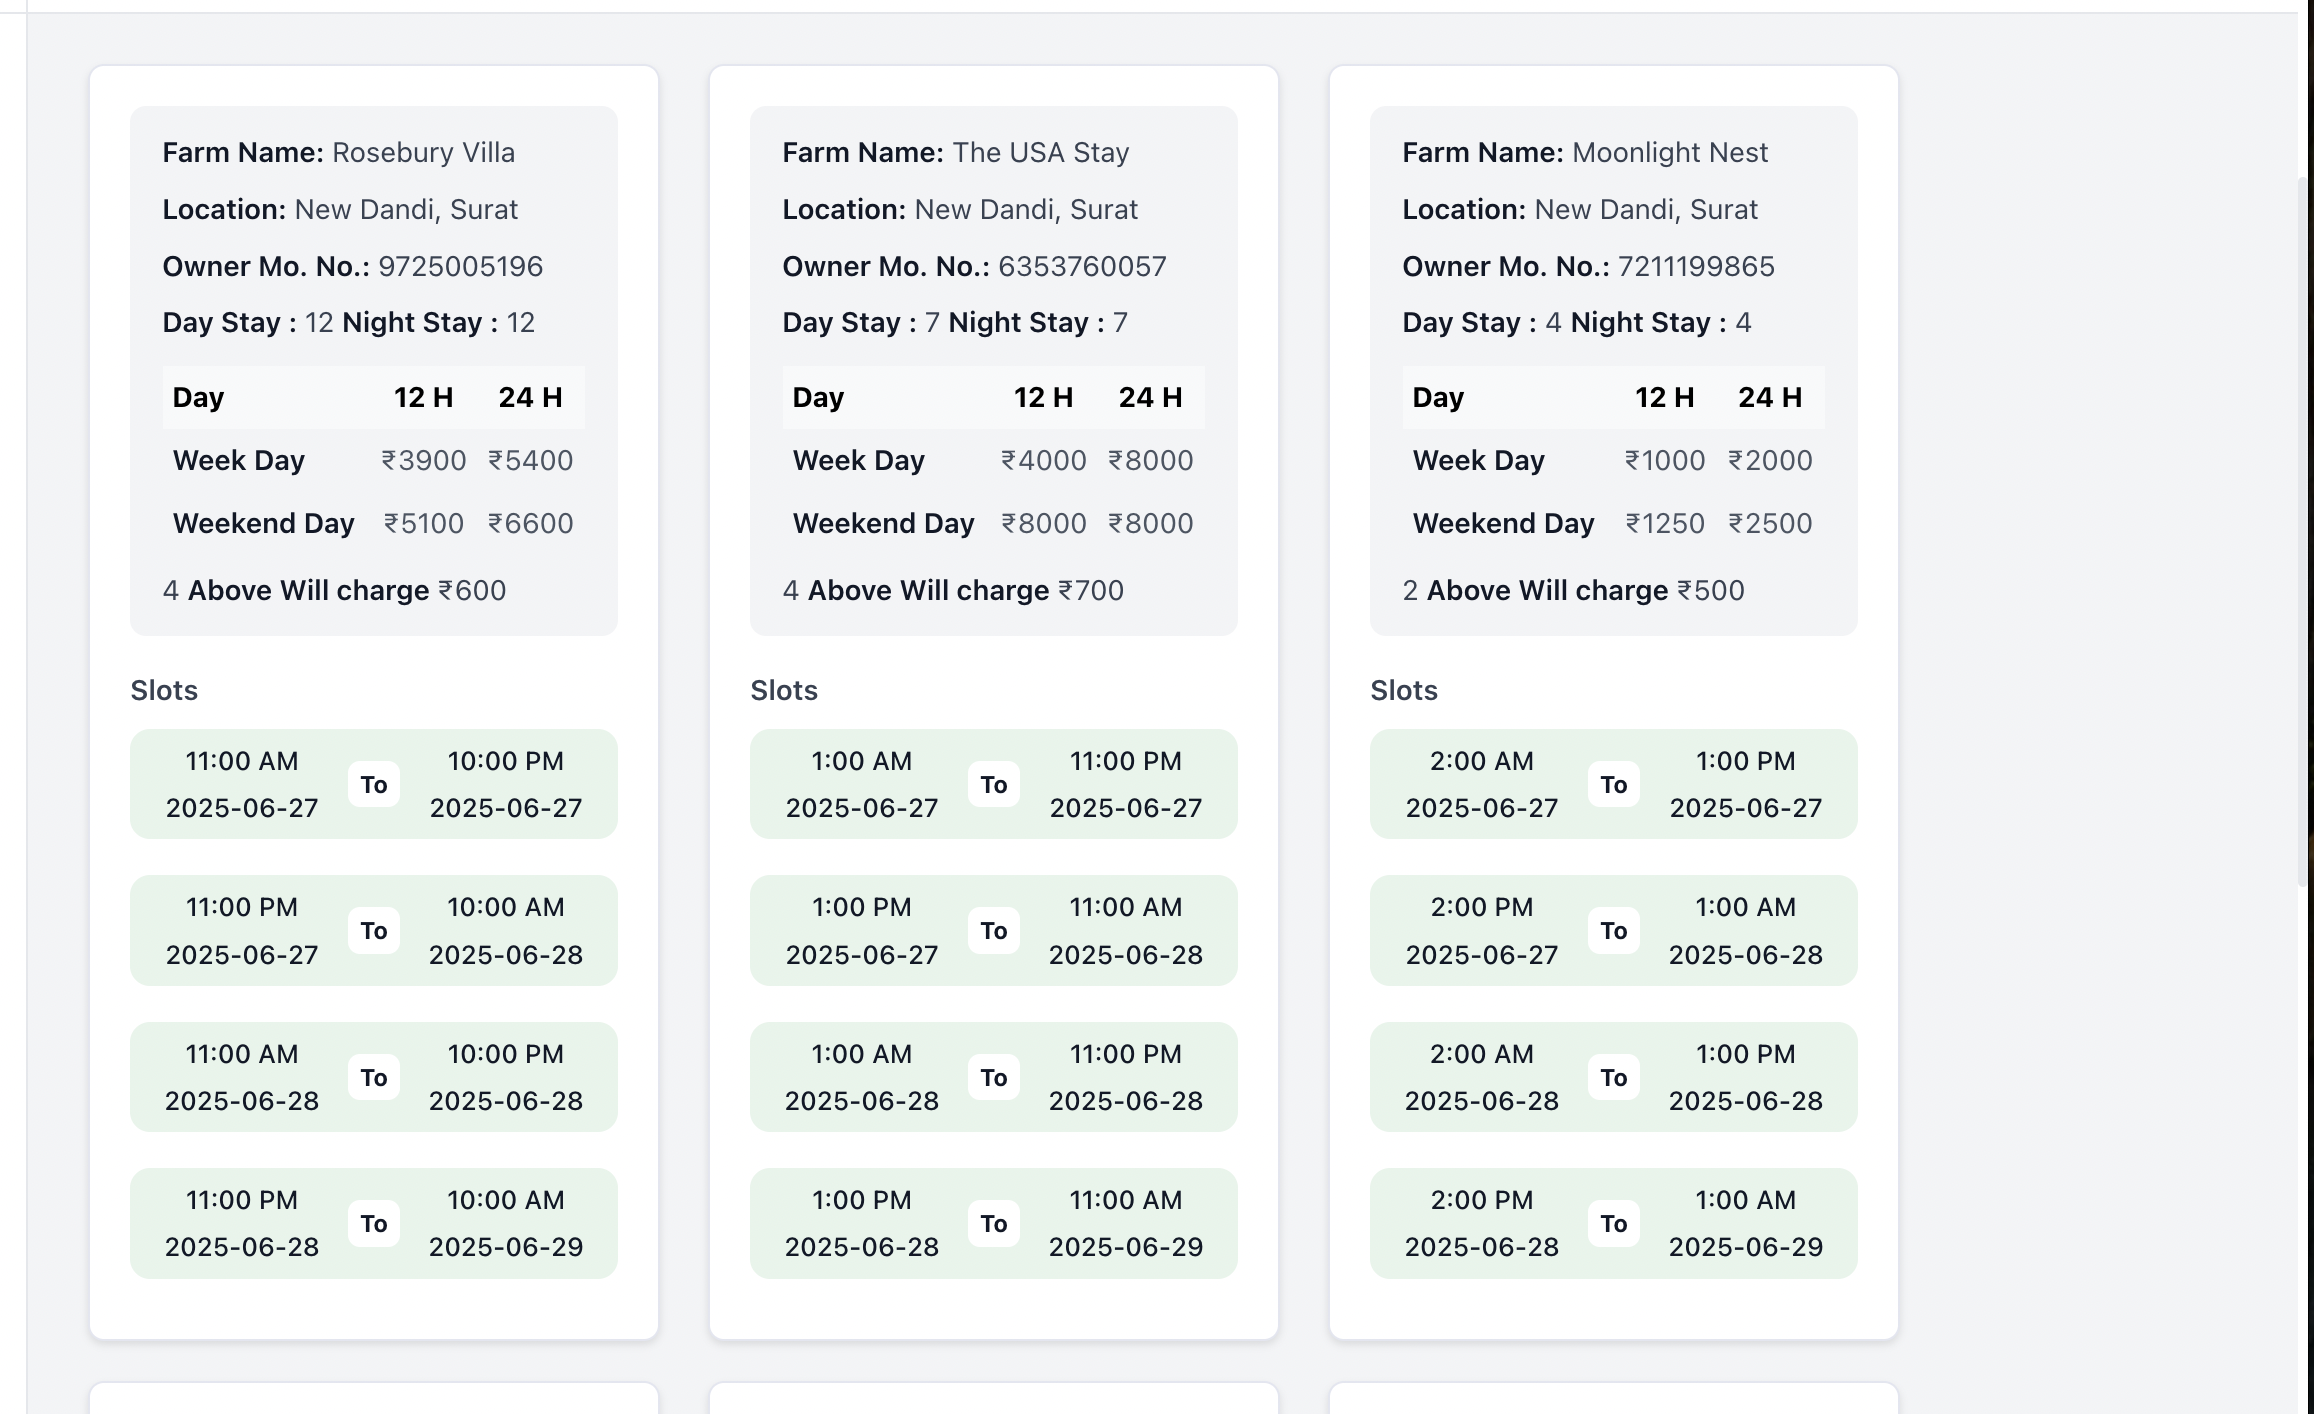 Farm Name: Rosebury Villa
Location: New Dandi, Surat
Owner Mo. No.: 9725005196
Day Stay : 12 Night Stay : 12
Day 12 H 24 H
Week Day ₹3900 ₹5400
Weekend Day ₹5100 ₹6600
4 Above Will charge ₹600
Slots
11:00 AM To 10:00 PM
2025-06-27 2025-06-27
11:00 PM To 10:00 AM
2025-06-27 2025-06-28
11:00 AM To 10:00 PM
2025-06-28 2025-06-28
11:00 PM To 10:00 AM
2025-06-28 2025-06-29
Farm Name: The USA Stay
Location: New Dandi, Surat
Owner Mo. No.: 6353760057
Day Stay : 7 Night Stay : 7
Day 12 H 24 H
Week Day ₹4000 ₹8000
Weekend Day ₹8000 ₹8000
4 Above Will charge ₹700
Slots
1:00 AM To 11:00 PM
2025-06-27 2025-06-27
1:00 PM To 11:00 AM
2025-06-27 2025-06-28
1:00 AM To 11:00 PM
2025-06-28 2025-06-28
1:00 PM To 11:00 AM
2025-06-28 2025-06-29
Farm Name: Moonlight Nest
Location: New Dandi, Surat
Owner Mo. No.: 7211199865
Day Stay : 4 Night Stay : 4
Day 12 H 24 H
Week Day ₹1000 ₹2000
Weekend Day ₹1250 ₹2500
2 Above Will charge ₹500
Slots
2:00 AM To 1:00 PM
2025-06-27 2025-06-27
2:00 PM To 1:00 AM
2025-06-27 2025-06-28
2:00 AM To 1:00 PM
2025-06-28 2025-06-28
2:00 PM To 1:00 AM
2025-06-28 2025-06-29